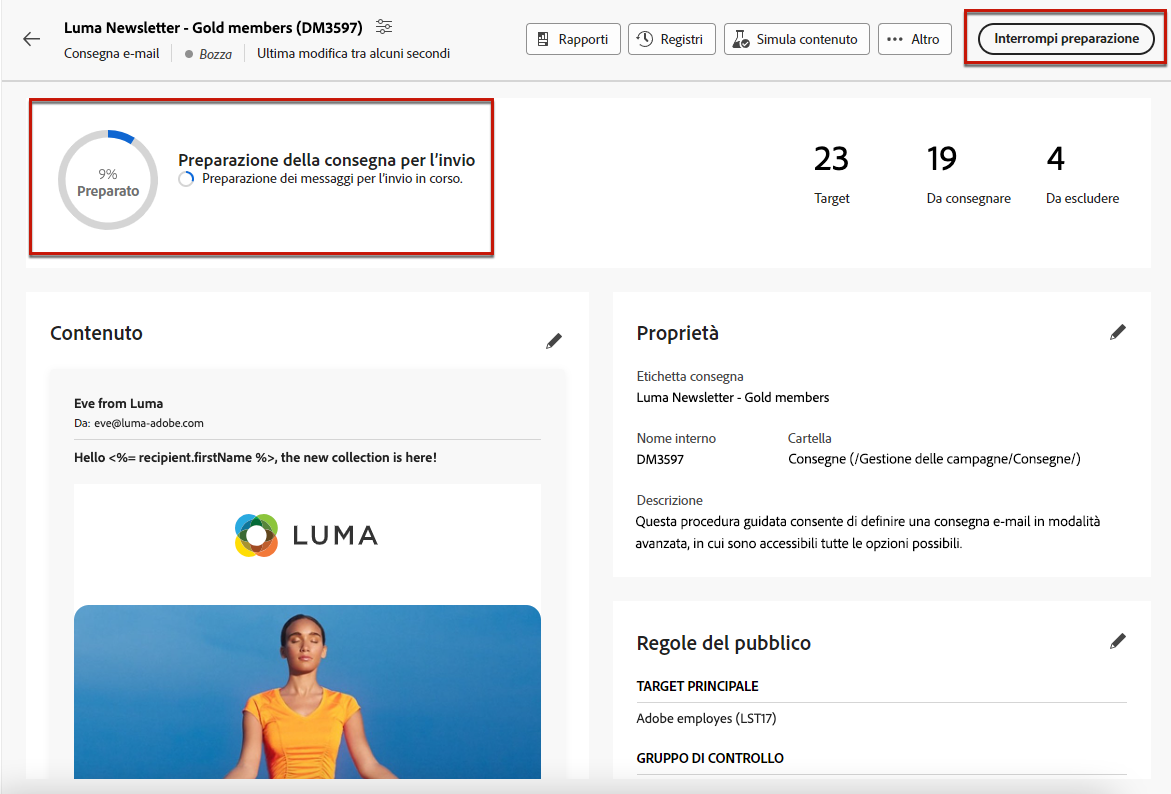 Luma Newsletter - Gold members (DM3597)
Consegna e-mail
Bozza
Ultima modifica tra alcuni secondi
Rapporti
Registri
Simula contenuto
Altro
Interrompi preparazione
9%
Preparato
Preparazione della consegna per l'invio
Preparazione dei messaggi per l'invio in corso.
23
Target
19
Da consegnare
4
Da escludere
Contenuto
Eve from Luma
Da: eve@luma-adobe.com
Hello <%= recipient.firstName %>, the new collection is here!
LUMA
Proprietà
Etichetta consegna
Luma Newsletter - Gold members
Nome interno
DM3597
Cartella
Consegne (/Gestione delle campagne/Consegne/)
Descrizione
Questa procedura guidata consente di definire una consegna e-mail in modalità
avanzata, in cui sono accessibili tutte le opzioni possibili.
Regole del pubblico
TARGET PRINCIPALE
Adobe employes (LST17)
GRUPPO DI CONTROLLO